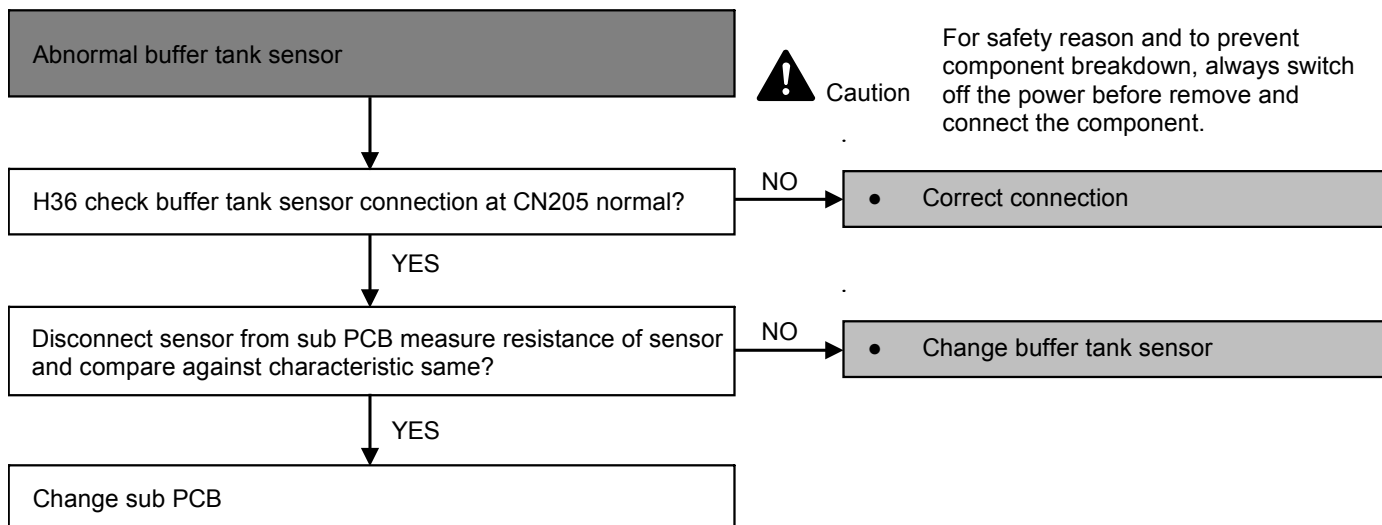 Abnormal buffer tank sensor
Caution
For safety reason and to prevent
component breakdown, always switch
off the power before remove and
connect the component.
.
H36 check buffer tank sensor connection at CN205 normal?
NO
● Correct connection
YES
.
Disconnect sensor from sub PCB measure resistance of sensor
and compare against characteristic same?
NO
● Change buffer tank sensor
YES
Change sub PCB